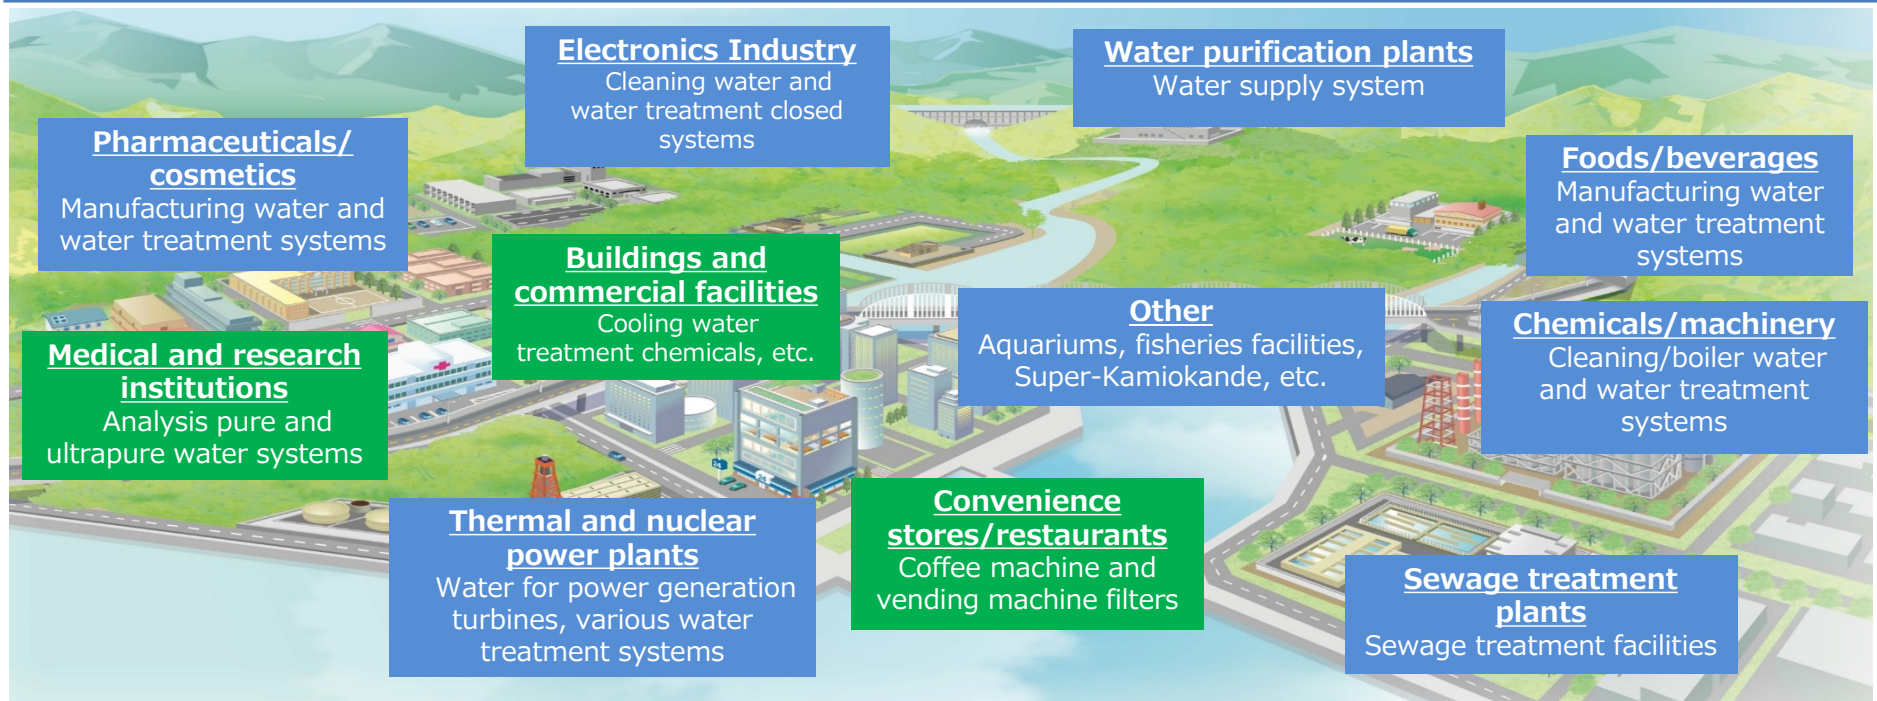 Electronics Industry
Cleaning water and
water treatment closed
systems
Water purification plants
Water supply system
Pharmaceuticals/
cosmetics
Manufacturing water and
water treatment systems
Foods/beverages
Manufacturing water
and water treatment
systems
Buildings and
commercial facilities
Cooling water
treatment chemicals, etc.
Other
Aquariums, fisheries facilities,
Super-Kamiokande, etc.
Chemicals/machinery
Cleaning/boiler water
and water treatment
systems
Medical and research
institutions
Analysis pure and
ultrapure water systems
Thermal and nuclear
power plants
Water for power generation
turbines, various water
treatment systems
Convenience
stores/restaurants
Coffee machine and
vending machine filters
Sewage treatment
plants
Sewage treatment facilities
24
24